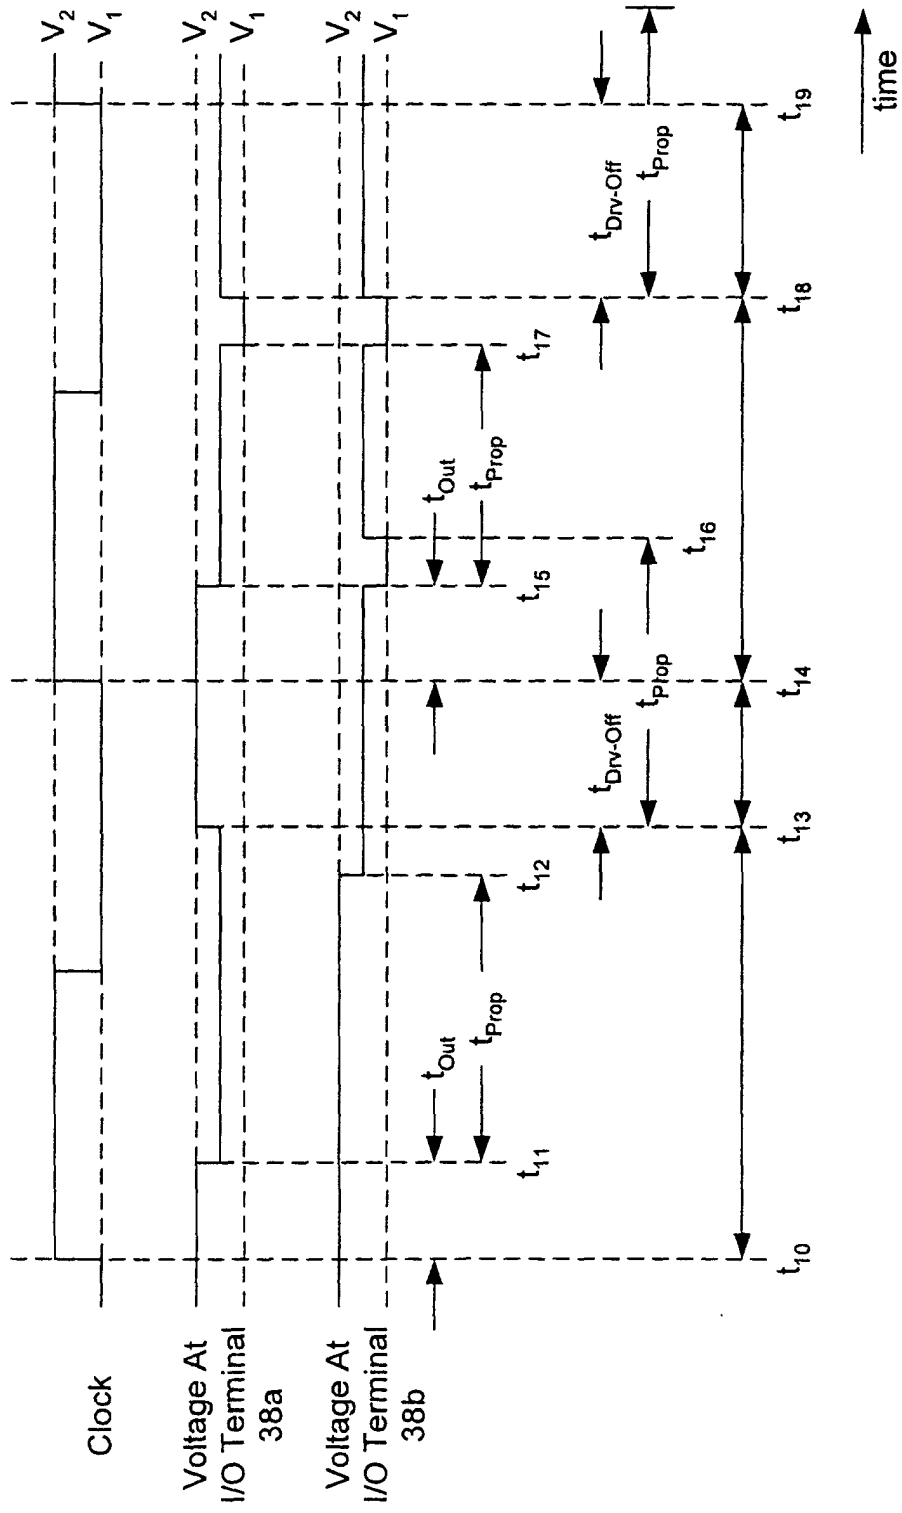 Clock
V2
V1
Voltage At
I/O Terminal
38a
V2
V1
Voltage At
I/O Terminal
38b
V2
V1
tOut
tOut
tProp
tProp
t11
t12
t15
t17
tDrv-Off
tDrv-Off
tProp
tProp
t16
t10
t13
t14
t18
t19
time